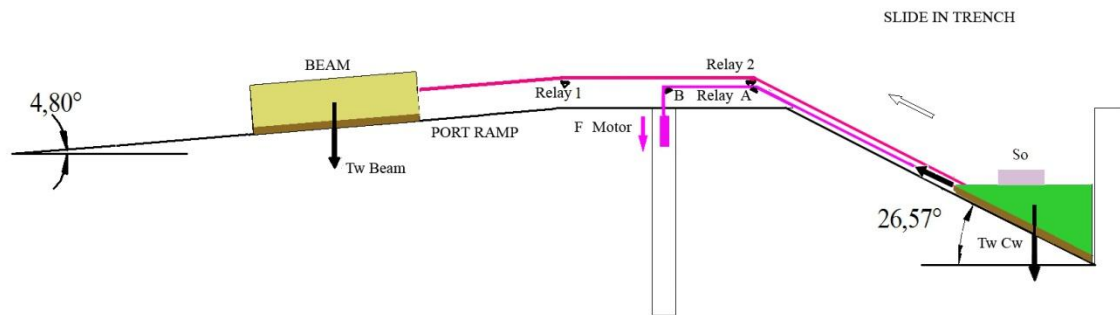 SLIDE IN TRENCH
BEAM
4,80°
Relay 2
Relay 1
B Relay A
PORT RAMP
F Motor
So
Tw Beam
26,57°
Tw Cw